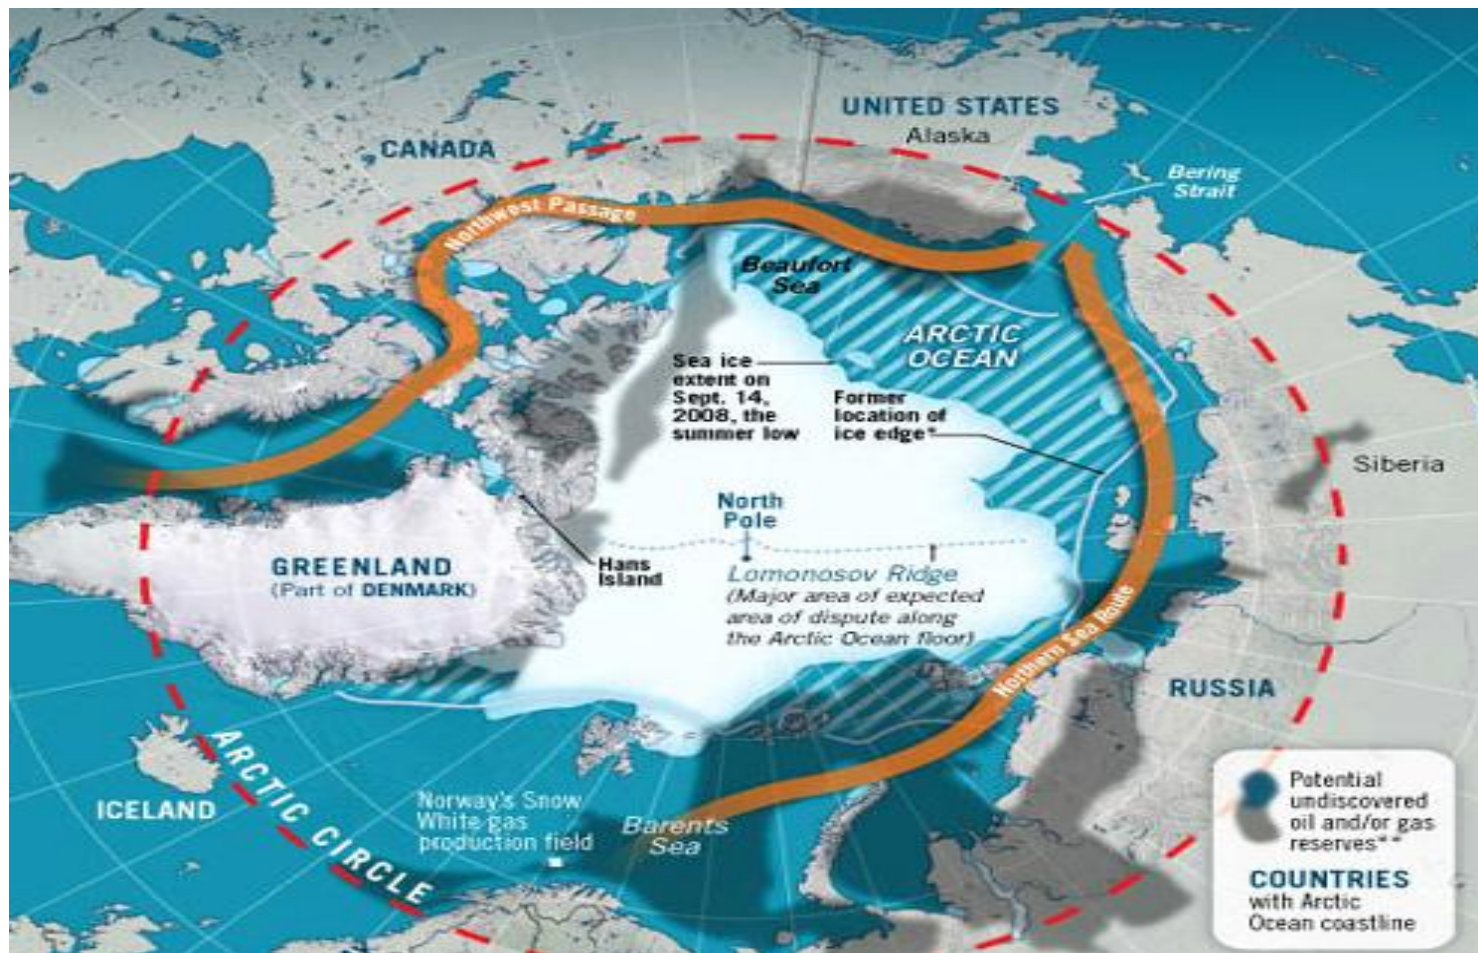 UNITED STATES
Alaska
CANADA
Bering
Strait
Northwest Passage
Beaufort
Sea
ARCTIC
OCEAN
Sea ice
extent on
Sept. 14,
2008, the
summer low
Former
location of
ice edge*
Siberia
North
Pole
GREENLAND
(Part of DENMARK)
Hans
Island
Lomonosov Ridge
(Major area of expected
area of dispute along
the Arctic Ocean floor)
Northern Sea Route
RUSSIA
ARCTIC CIRCLE
ICELAND
Norway's Snow
White gas
production field
Barents
Sea
Potential
undiscovered
oil and/or gas
reserves**
COUNTRIES
with Arctic
Ocean coastline